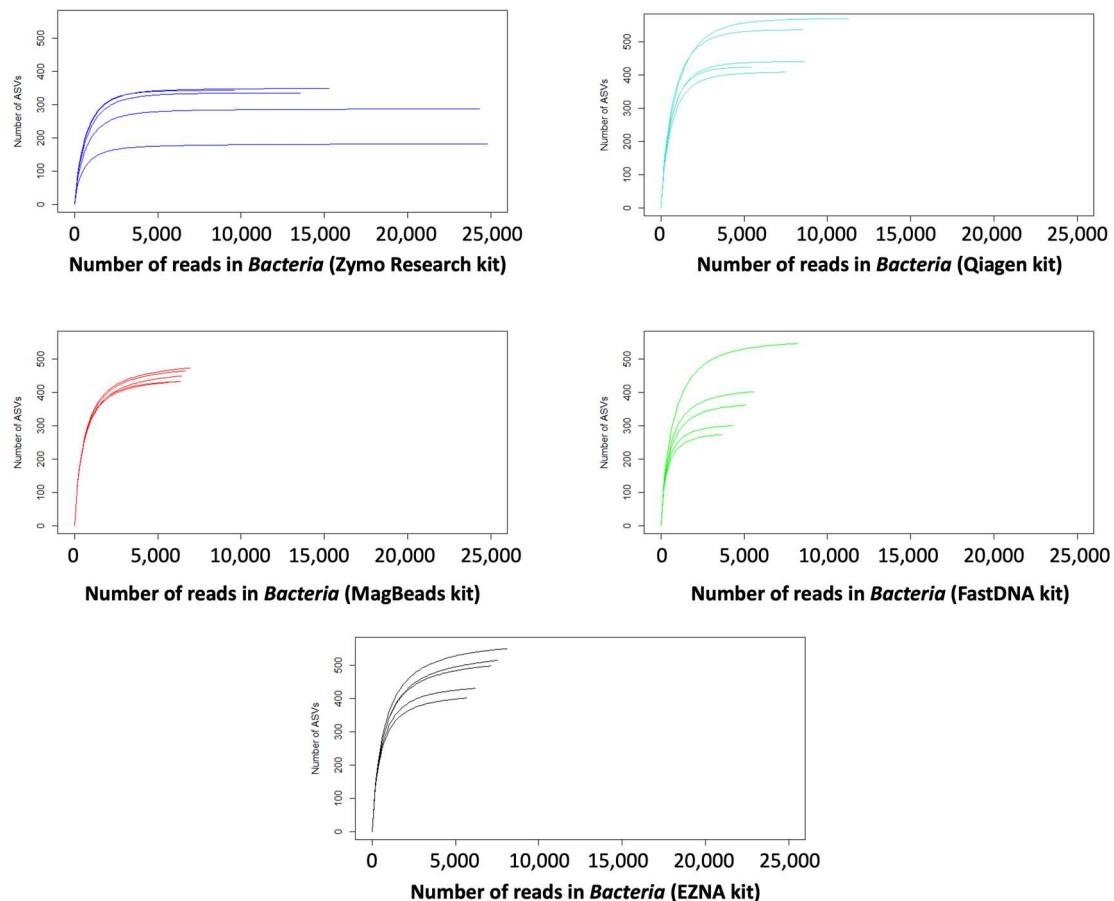 Number of ASVs
500
400
300
200
100
0
0 5,000 10,000 15,000 20,000 25,000
Number of reads in Bacteria (Zymo Research kit)
Number of ASVs
500
400
300
200
100
0
0 5,000 10,000 15,000 20,000 25,000
Number of reads in Bacteria (Qiagen kit)
Number of ASVs
500
400
300
200
100
0
0 5,000 10,000 15,000 20,000 25,000
Number of reads in Bacteria (MagBeads kit)
Number of ASVs
500
400
300
200
100
0
0 5,000 10,000 15,000 20,000 25,000
Number of reads in Bacteria (FastDNA kit)
Number of ASVs
500
400
300
200
100
0
0 5,000 10,000 15,000 20,000 25,000
Number of reads in Bacteria (EZNA kit)